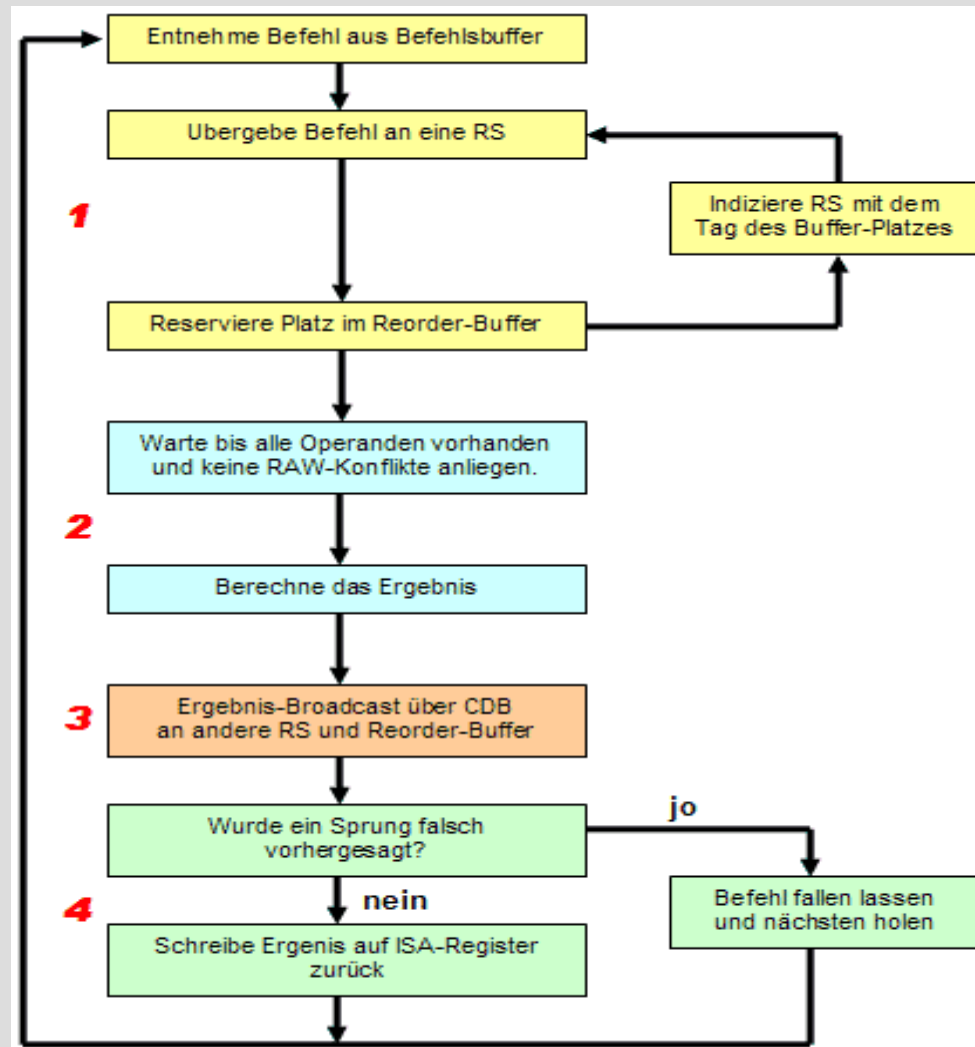 Entnehme Befehl aus Befehlsbuffer
Ubergebe Befehl an eine RS
1
Indiziere RS mit dem
Tag des Buffer-Platzes
Reserviere Platz im Reorder-Buffer
Warte bis alle Operanden vorhanden
und keine RAW-Konflikte anliegen.
2
Berechne das Ergebnis
3
Ergebnis-Broadcast über CDB
an andere RS und Reorder-Buffer
jo
Wurde ein Sprung falsch
vorhergesagt?
nein
4
Befehl fallen lassen
und nächsten holen
Schreibe Ergenis auf ISA-Register
zurück